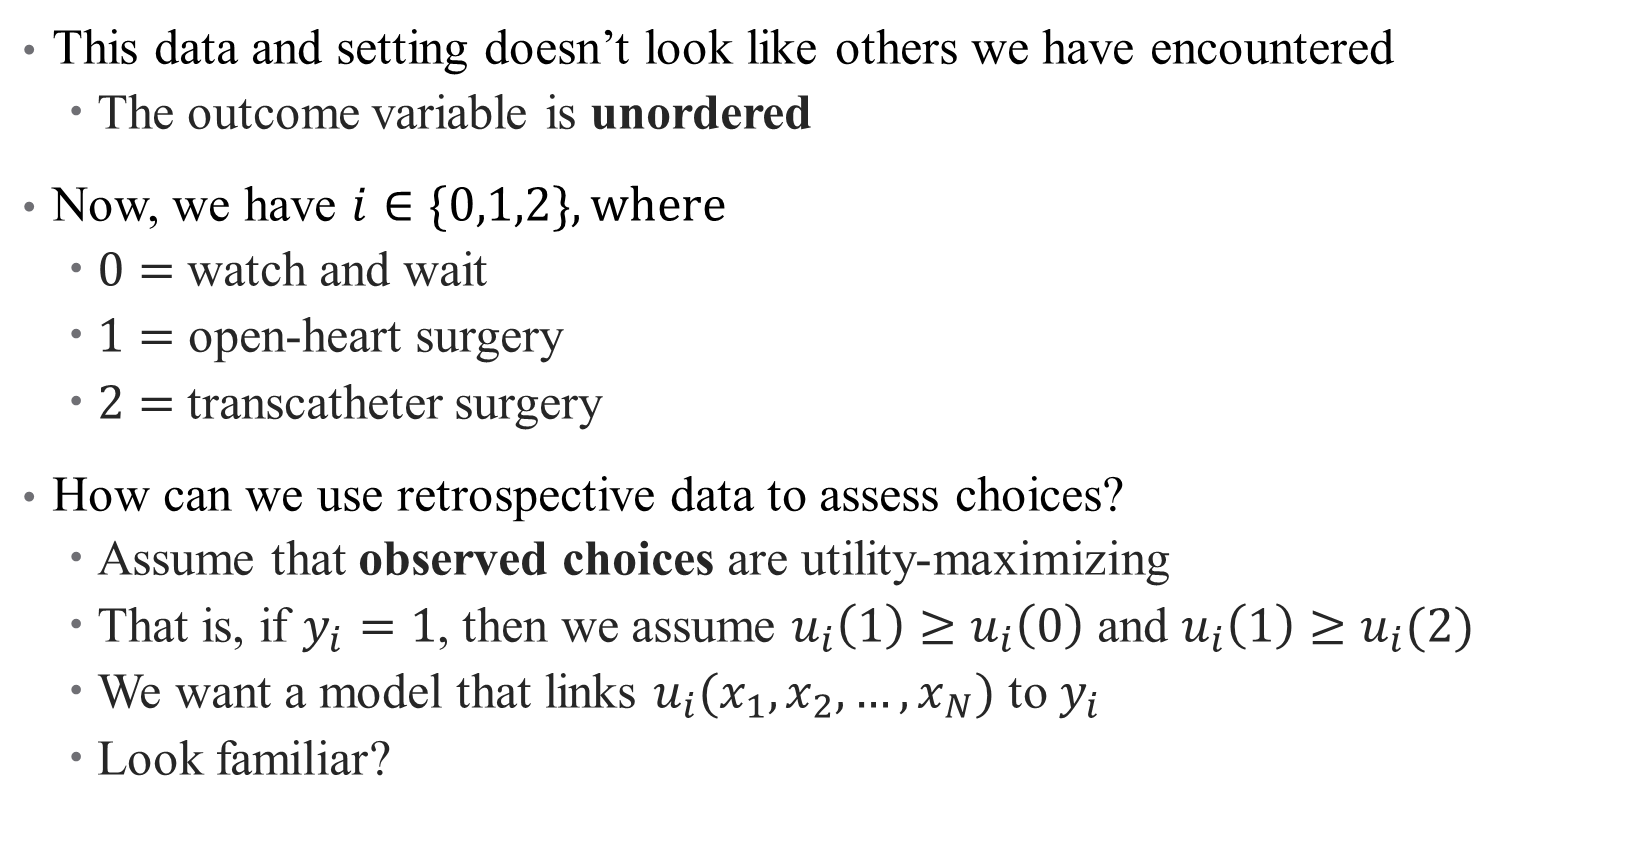 • This data and setting doesn’t look like others we have encountered
• The outcome variable is unordered
• Now, we have 𝑖 ∈ {0,1,2}, where
• 0 = watch and wait
• 1 = open-heart surgery
• 2 = transcatheter surgery
• How can we use retrospective data to assess choices?
• Assume that observed choices are utility-maximizing
• That is, if 𝑦ᵢ = 1, then we assume 𝑢ᵢ(1) ≥ 𝑢ᵢ(0) and 𝑢ᵢ(1) ≥ 𝑢ᵢ(2)
• We want a model that links 𝑢ᵢ(𝑥₁, 𝑥₂, … , 𝑥_N) to 𝑦ᵢ
• Look familiar?